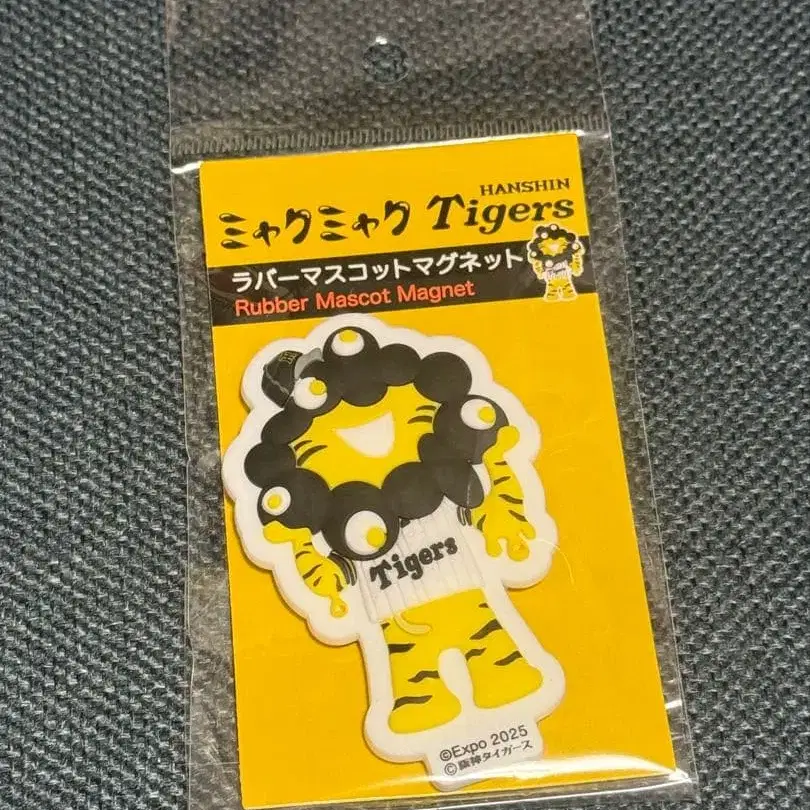 HANSHIN
ミャクミャク Tigers
ラバーマスコットマグネット
Rubber Mascot Magnet
Tigers
©Expo 2025
©阪神タイガース